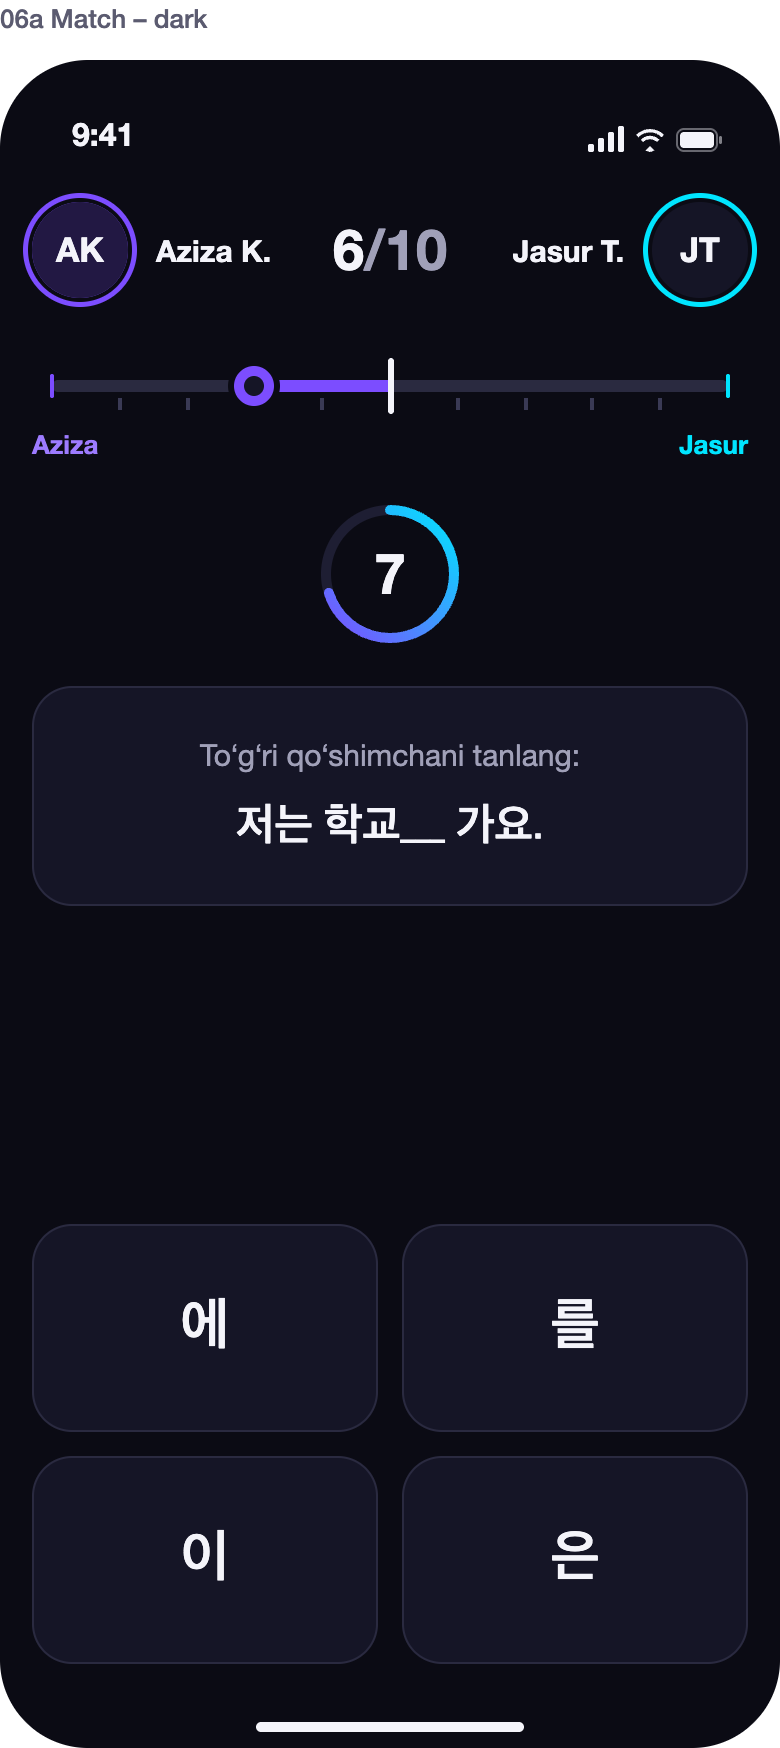 06a Match – dark
9:41
AK Aziza K. 6/10 Jasur T. JT
Aziza Jasur
7
To‘g‘ri qo‘shimchani tanlang:
저는 학교__ 가요.
에 를
이 은